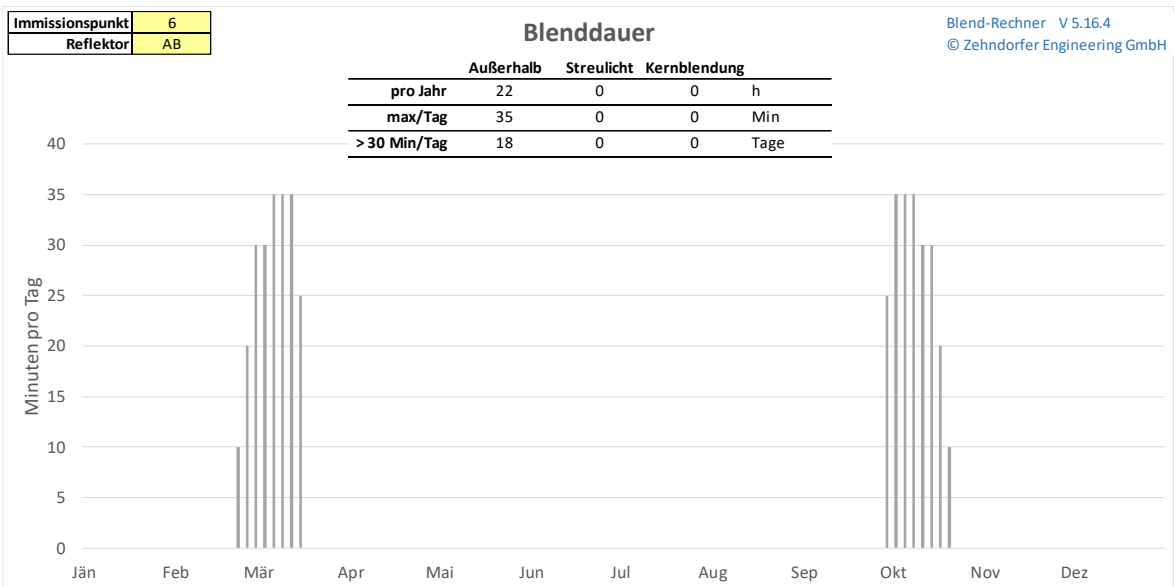 Immissionspunkt 6
Reflektor AB
Blenddauer
Blend-Rechner V 5.16.4
© Zehndorfer Engineering GmbH
Außerhalb Streulicht Kernblendung
pro Jahr 22 0 0 h
max/Tag 35 0 0 Min
> 30 Min/Tag 18 0 0 Tage
Minuten pro Tag
40
35
30
25
20
15
10
5
0
Jän Feb Mär Apr Mai Jun Jul Aug Sep Okt Nov Dez